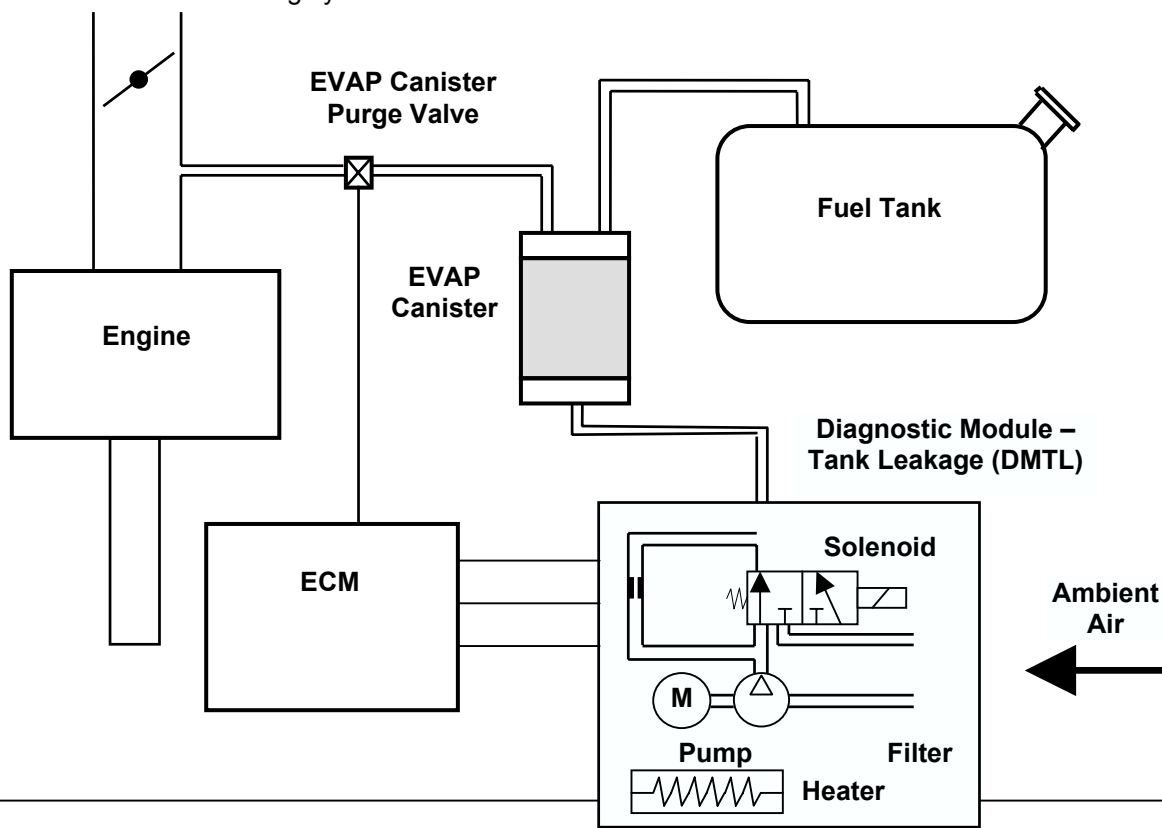 EVAP Canister
Purge Valve
Fuel Tank
EVAP
Canister
Engine
Diagnostic Module –
Tank Leakage (DMTL)
ECM
Solenoid
Ambient
Air
M
Pump
Filter
Heater